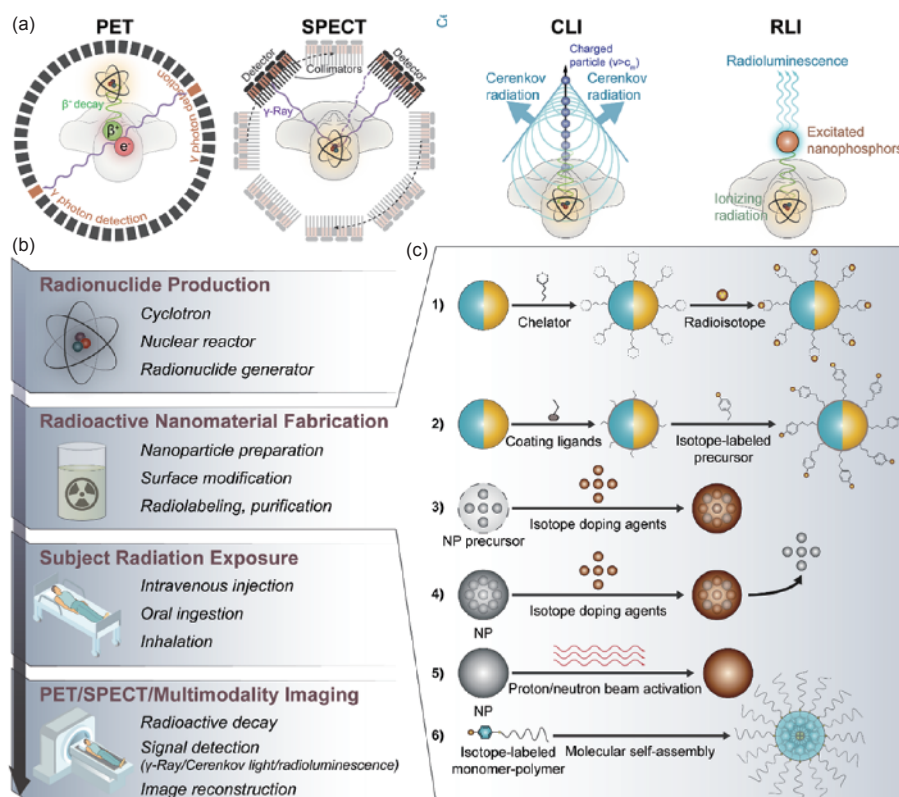 (a)
PET
SPECT
CLI
RLI
β⁺ decay
β⁺
e⁻
γ photon detection
γ photon detection
Detector
Collimators
Detector
γ-Ray
Charged
particle (v>cₘ)
Cerenkov
radiation
Cerenkov
radiation
Radioluminescence
Excitated
nanophosphors
Ionizing
radiation
(b)
Radionuclide Production
Cyclotron
Nuclear reactor
Radionuclide generator
Radioactive Nanomaterial Fabrication
Nanoparticle preparation
Surface modification
Radiolabeling, purification
Subject Radiation Exposure
Intravenous injection
Oral ingestion
Inhalation
PET/SPECT/Multimodality Imaging
Radioactive decay
Signal detection
(γ-Ray/Cerenkov light/radioluminescence)
Image reconstruction
(c)
1)
Chelator
Radioisotope
2)
Coating ligands
Isotope-labeled
precursor
3)
NP precursor
Isotope doping agents
4)
NP
Isotope doping agents
5)
NP
Proton/neutron beam activation
6)
Isotope-labeled
monomer-polymer
Molecular self-assembly